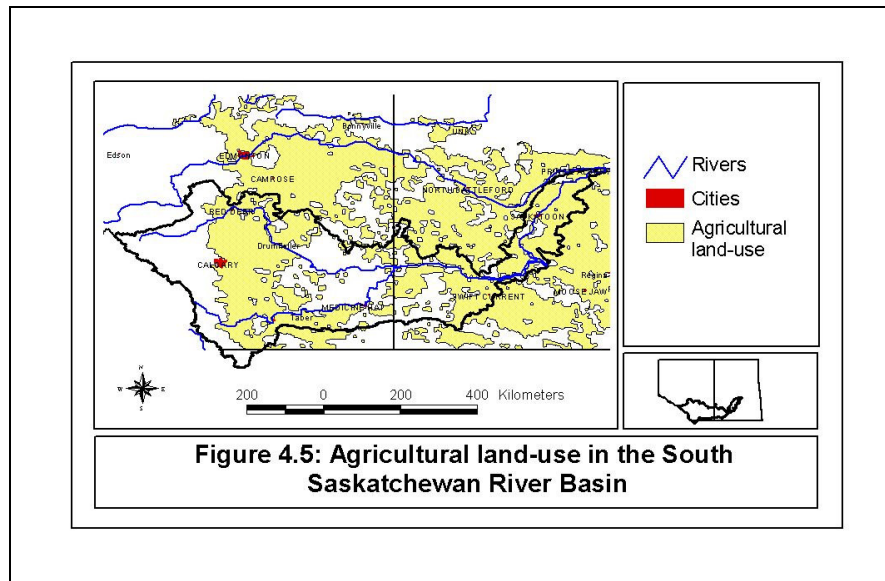 Bonnyville
UNRS
Edson
EDMONTON
CAMROSE
NORTH BATTLEFORD
RED DEER
SASKATOON
Drumheller
CALGARY
Regina
MOOSE JAW
SWIFT CURRENT
MEDICINE HAT
Taber
N
W E
S
200 0 200 400 Kilometers
Rivers
Cities
Agricultural
land-use
Figure 4.5: Agricultural land-use in the South
Saskatchewan River Basin